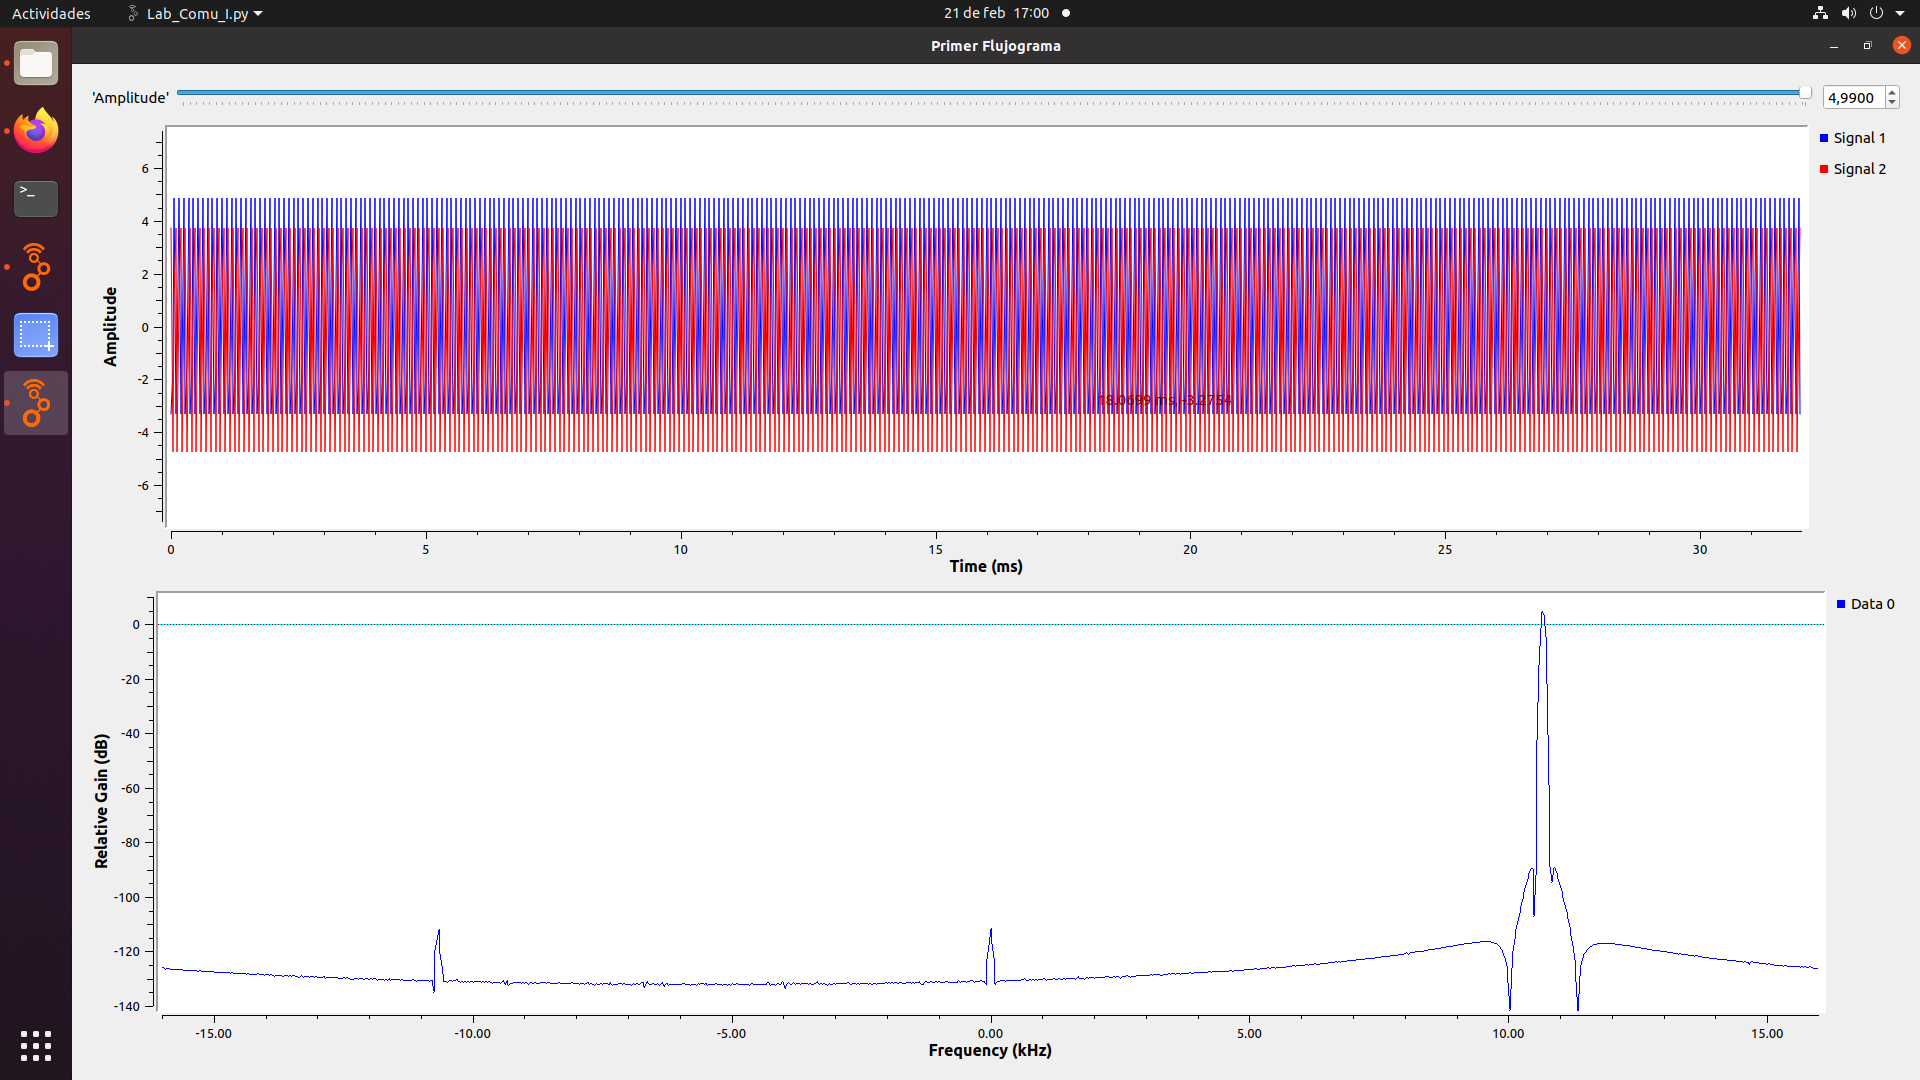 Actividades Lab_Comu_I.py 21 de feb 17:00
Primer Flujograma
'Amplitude' 4,9900
Signal 1
Signal 2
Amplitude
6
4
2
0
-2
-4
-6
18.0699 ms, -3.2754
0 5 10 15 20 25 30
Time (ms)
Data 0
Relative Gain (dB)
0
-20
-40
-60
-80
-100
-120
-140
-15.00 -10.00 -5.00 0.00 5.00 10.00 15.00
Frequency (kHz)